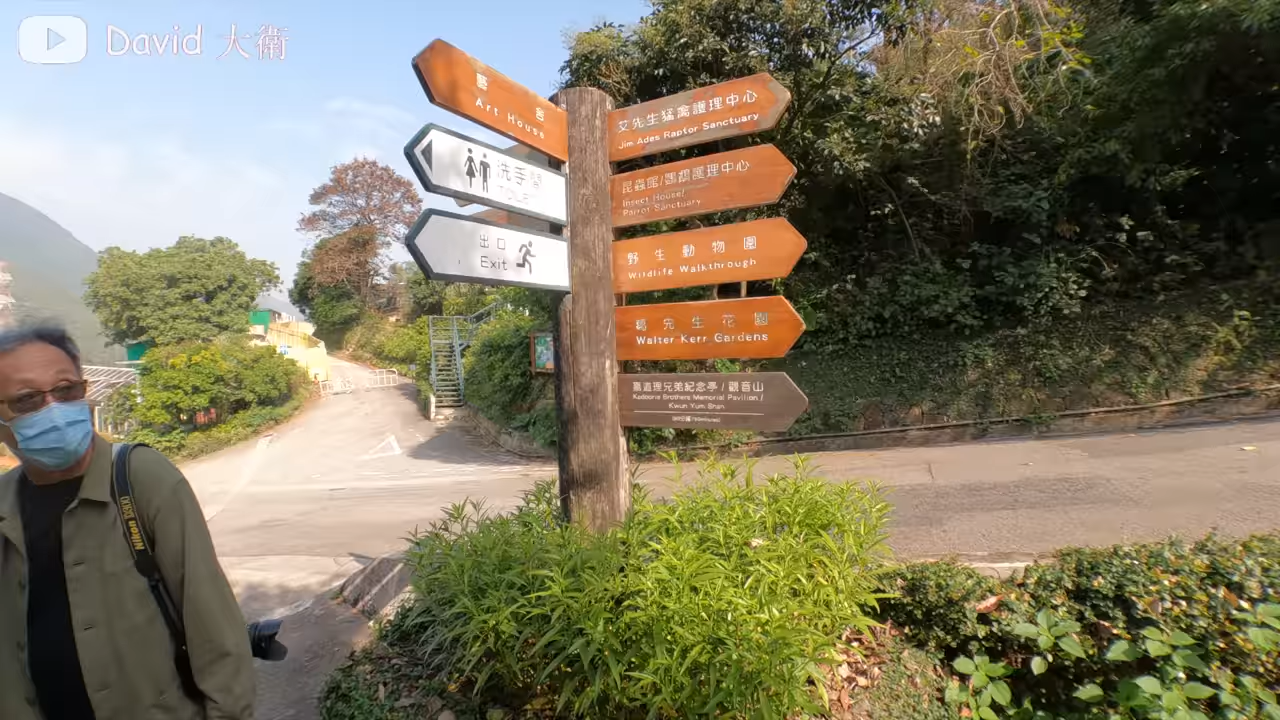 David 大衛
藝舍
Art House
洗手間
TOILET
出口
Exit
艾先生猛禽護理中心
Jim Ades Raptor Sanctuary
昆蟲館/鸚鵡護理中心
Insect House/
Parrot Sanctuary
野生動物園
Wildlife Walkthrough
葛先生花園
Walter Kerr Gardens
嘉道理兄弟紀念亭 / 觀音山
Kadoorie Brothers Memorial Pavilion /
Kwun Yum Shan
Nikon